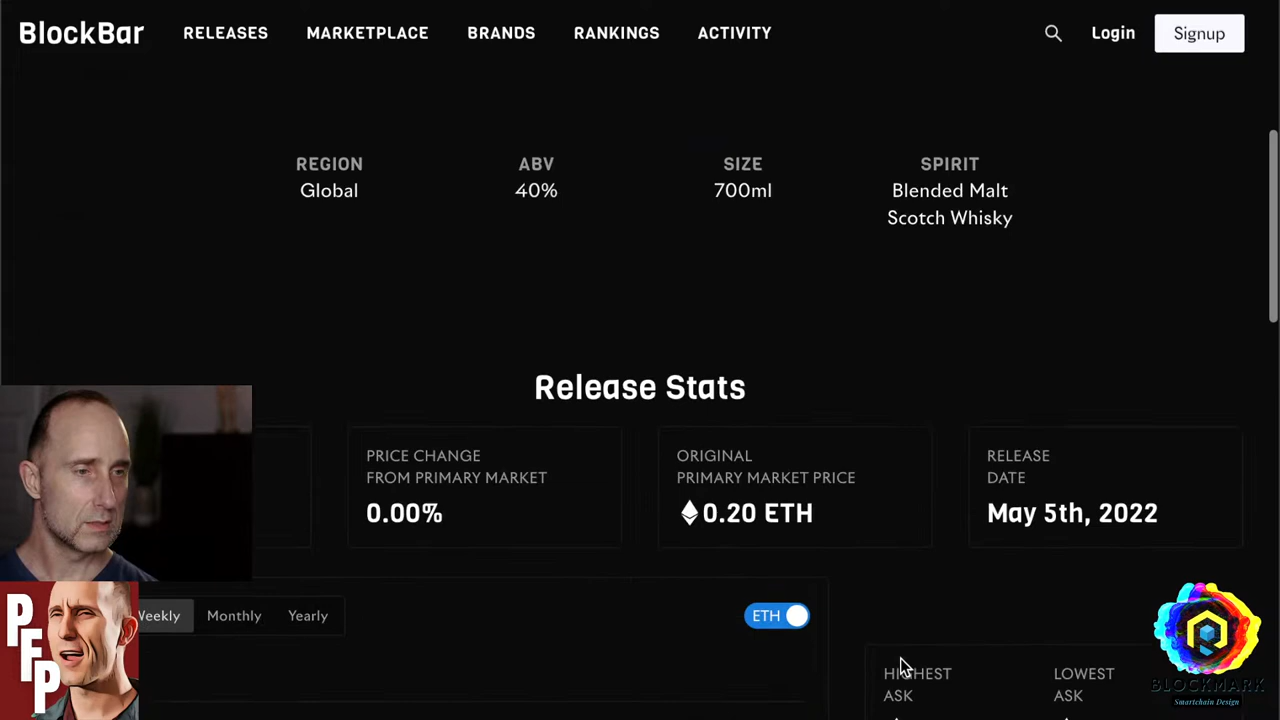 BlockBar RELEASES MARKETPLACE BRANDS RANKINGS ACTIVITY Login Signup
REGION ABV SIZE SPIRIT
Global 40% 700ml Blended Malt
Scotch Whisky
Release Stats
PRICE CHANGE ORIGINAL RELEASE
FROM PRIMARY MARKET PRIMARY MARKET PRICE DATE
0.00% 0.20 ETH May 5th, 2022
Weekly Monthly Yearly ETH
HIGHEST LOWEST
ASK ASK
PFP
BLOCKMARK
Smartchain Design